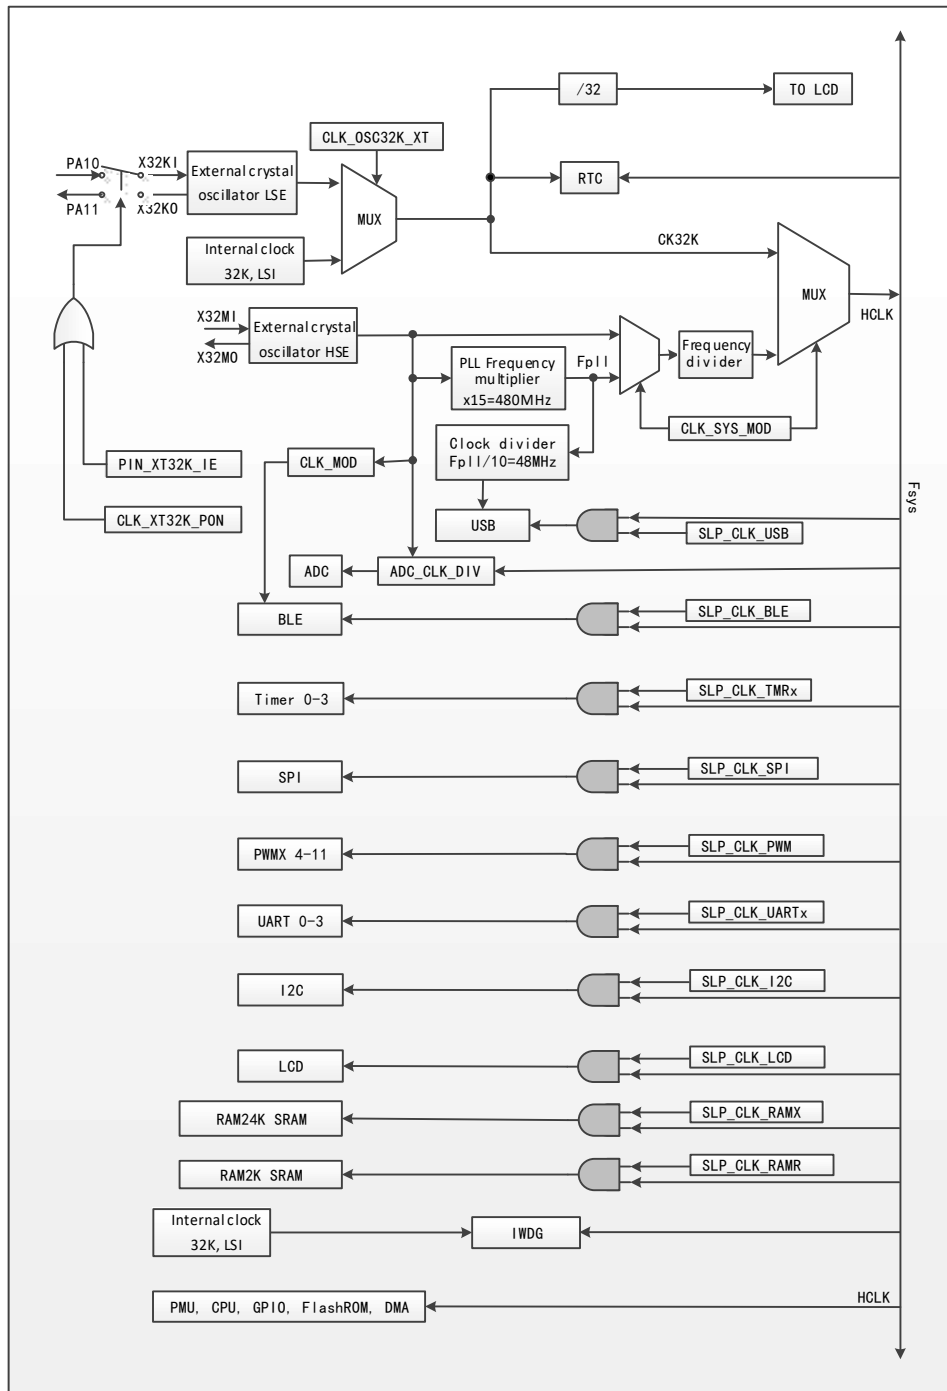 /32
TO LCD
CLK_OSC32K_XT
PA10
X32KI
External crystal
oscillator LSE
RTC
PA11
X32KO
MUX
Internal clock
32K, LSI
CK32K
MUX
HCLK
X32MI
External crystal
oscillator HSE
X32MO
PLL Frequency
multiplier
x15=480MHz
Fpll
Frequency
divider
CLK_SYS_MOD
Clock divider
Fpll/10=48MHz
CLK_MOD
PIN_XT32K_IE
Fsys
CLK_XT32K_PON
USB
SLP_CLK_USB
ADC
ADC_CLK_DIV
BLE
SLP_CLK_BLE
Timer 0-3
SLP_CLK_TMRx
SPI
SLP_CLK_SPI
PWMX 4-11
SLP_CLK_PWM
UART 0-3
SLP_CLK_UARTx
I2C
SLP_CLK_I2C
LCD
SLP_CLK_LCD
RAM24K SRAM
SLP_CLK_RAMX
RAM2K SRAM
SLP_CLK_RAMR
Internal clock
32K, LSI
IWDG
PMU, CPU, GPIO, FlashROM, DMA
HCLK